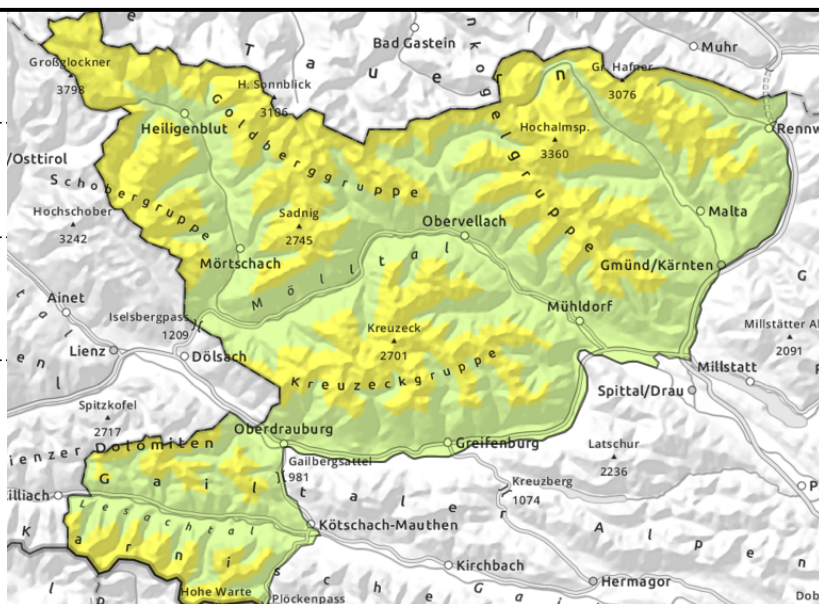 Großglockner
3798
T a u e r n
Bad Gastein
Muhr
H. Sonnblick
3106
Gr. Hafner
3076
Heiligenblut
Goldberggruppe
Hochalmsp.
3360
Ankogelgruppe
Rennw
/Osttirol
Schobergruppe
Hochschober
3242
Sadnig
2745
Obervellach
Malta
Mörtschach
Mölltal
Gmünd/Kärnten
Ainet
Iselsbergpass
1209
Mühldorf
Kreuzeck
2701
Millstätter Al
2091
Lienz
Dölsach
Kreuzeckgruppe
Millstatt
Spittal/Drau
Spitzkofel
2717
Oberdrauburg
Greifenburg
Latschur
2236
ienzer Dolomiten
Gailbergsattel
981
Kreuzberg
1074
G a i l t a l e r
A l p e n
illiach
Lesachtal
Kötschach-Mauthen
K a r n i s c h e
Kirchbach
Hermagor
Hohe Warte
Plöckenpass
G a i
Dob